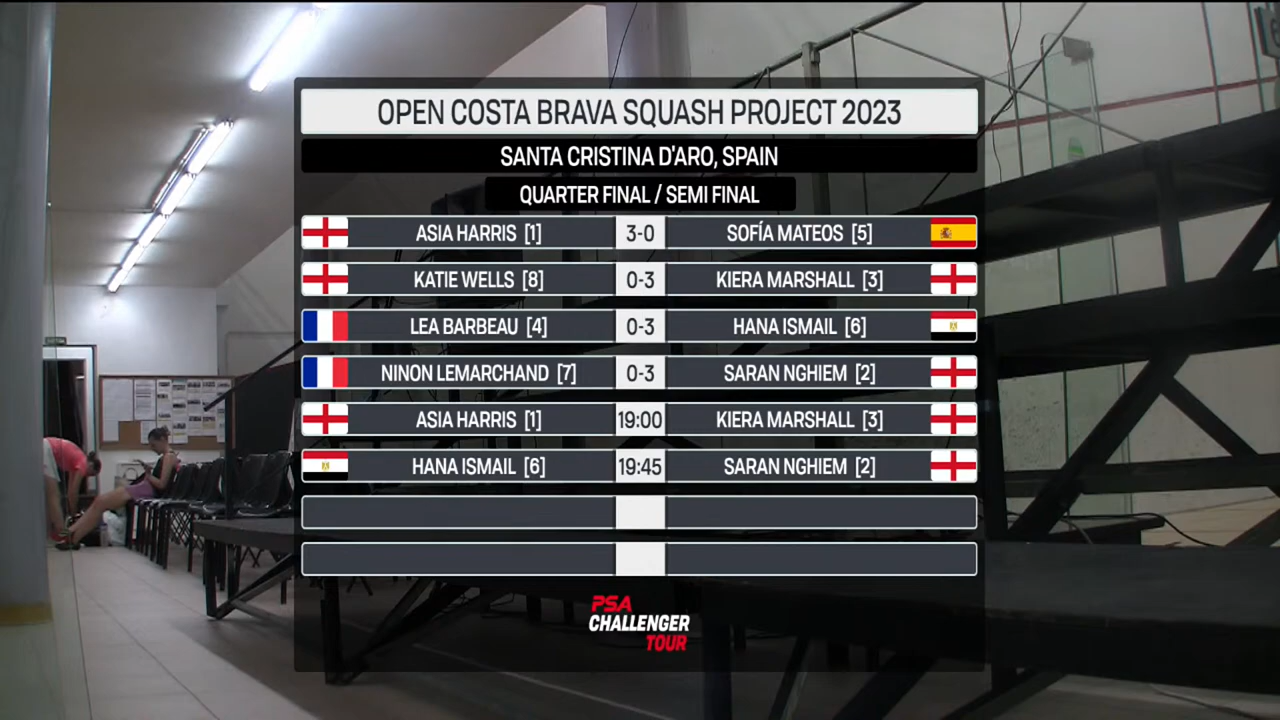 OPEN COSTA BRAVA SQUASH PROJECT 2023
SANTA CRISTINA D'ARO, SPAIN
QUARTER FINAL / SEMI FINAL
ASIA HARRIS [1] 3-0 SOFÍA MATEOS [5]
KATIE WELLS [8] 0-3 KIERA MARSHALL [3]
LEA BARBEAU [4] 0-3 HANA ISMAIL [6]
NINON LEMARCHAND [7] 0-3 SARAN NGHIEM [2]
ASIA HARRIS [1] 19:00 KIERA MARSHALL [3]
HANA ISMAIL [6] 19:45 SARAN NGHIEM [2]
PSA
CHALLENGER
TOUR